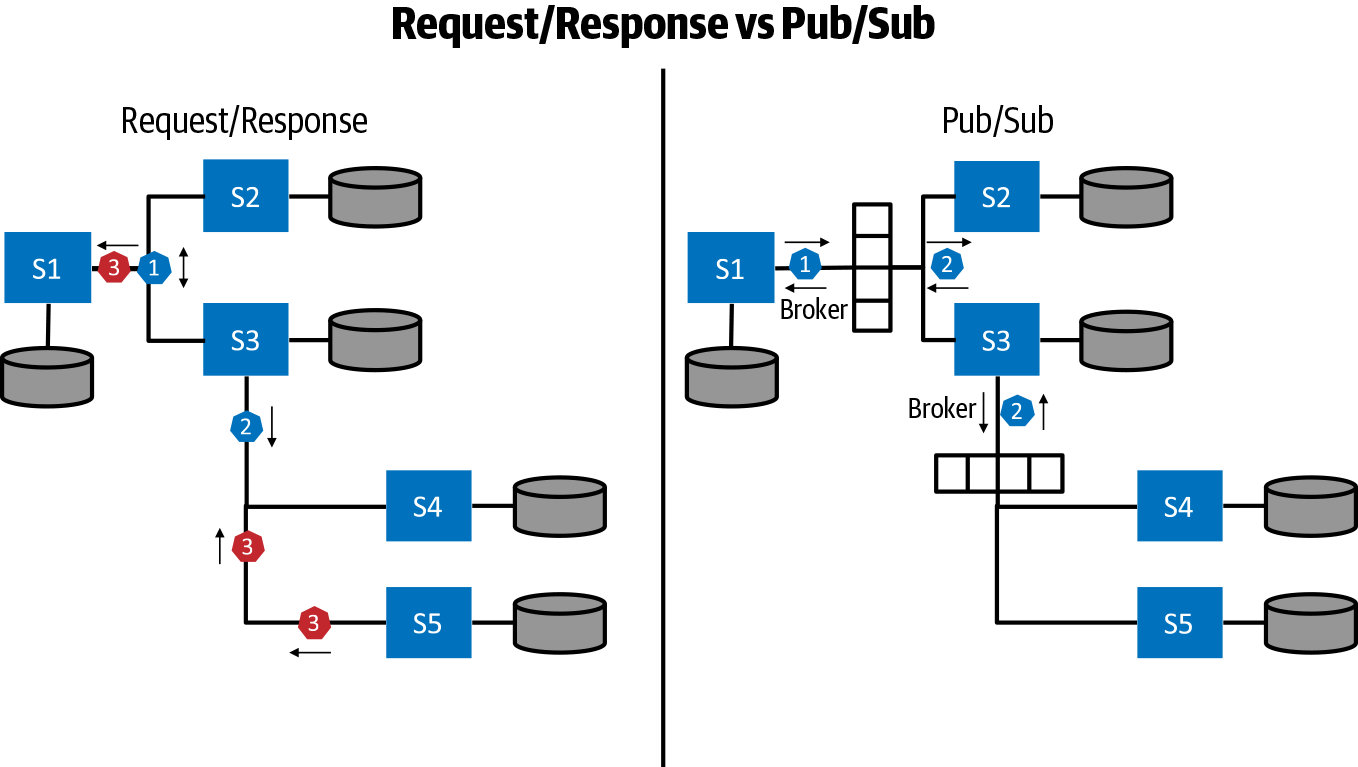 Request/Response vs Pub/Sub
Request/Response
S2
S1
3
1
S3
2
S4
3
S5
3
Pub/Sub
S2
S1
1
2
Broker
S3
Broker
2
S4
S5